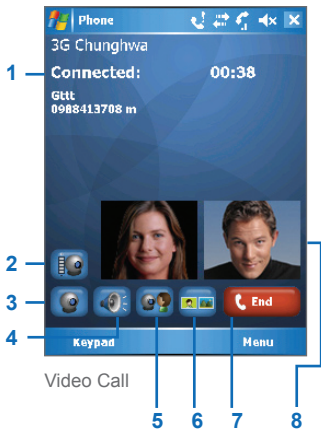 Phone
3G Chunghwa
1 Connected: 00:38
Gttt
0988413708 m
2
3 End
4
Keypad Menu
Video Call
5 6 7 8